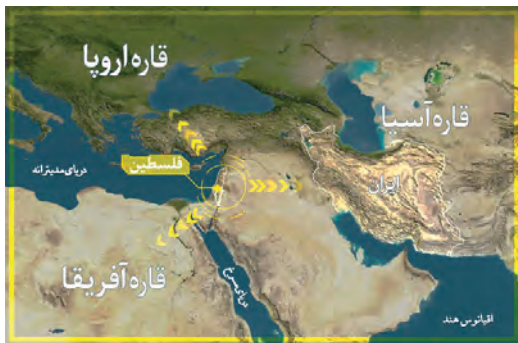 قاره اروپا
قاره آسیا
فلسطین
دریای مدیترانه
ایران
قاره آفریقا
دریای سرخ
اقیانوس هند